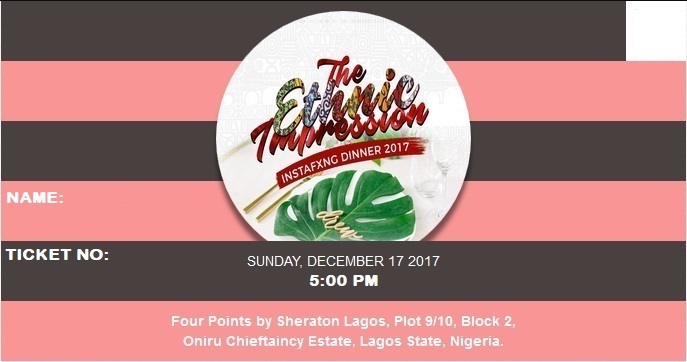 The
Ethnic
Impression
INSTAFXNG DINNER 2017
drew
NAME:
TICKET NO:
SUNDAY, DECEMBER 17 2017
5:00 PM
Four Points by Sheraton Lagos, Plot 9/10, Block 2,
Oniru Chieftaincy Estate, Lagos State, Nigeria.